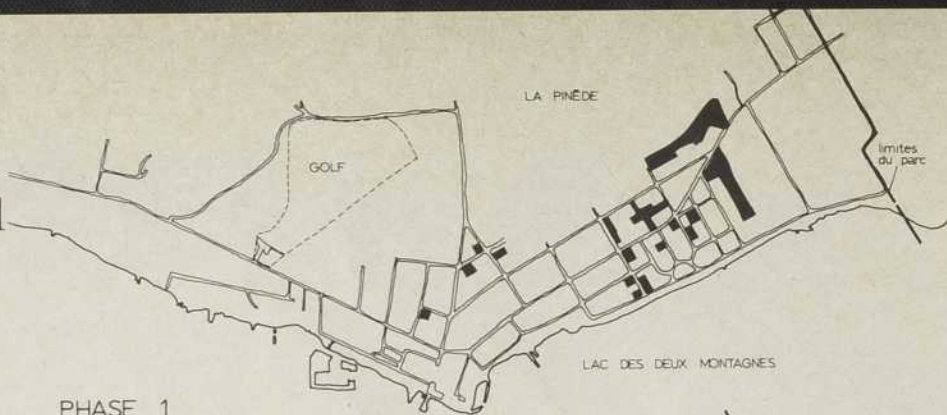 LA PINÈDE
GOLF
limites
du parc
LAC DES DEUX MONTAGNES
PHASE 1